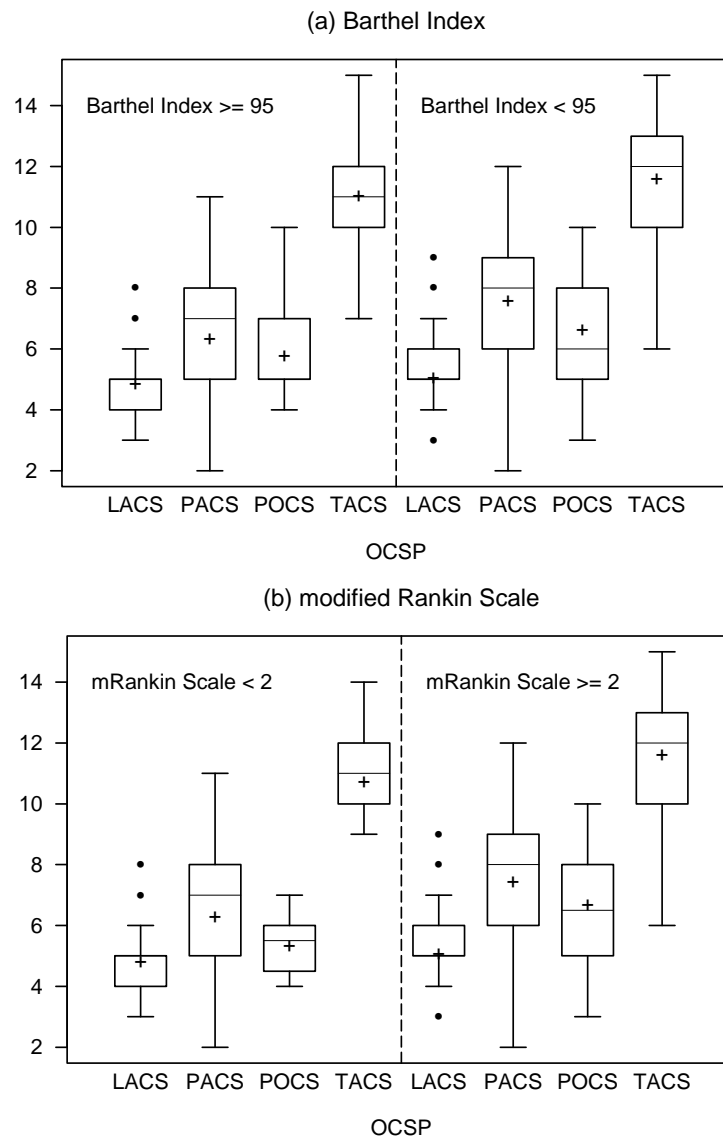 (a) Barthel Index
Barthel Index >= 95
Barthel Index < 95
14
12
10
8
6
4
2
LACS PACS POCS TACS LACS PACS POCS TACS
OCSP
(b) modified Rankin Scale
mRankin Scale < 2
mRankin Scale >= 2
14
12
10
8
6
4
2
LACS PACS POCS TACS LACS PACS POCS TACS
OCSP